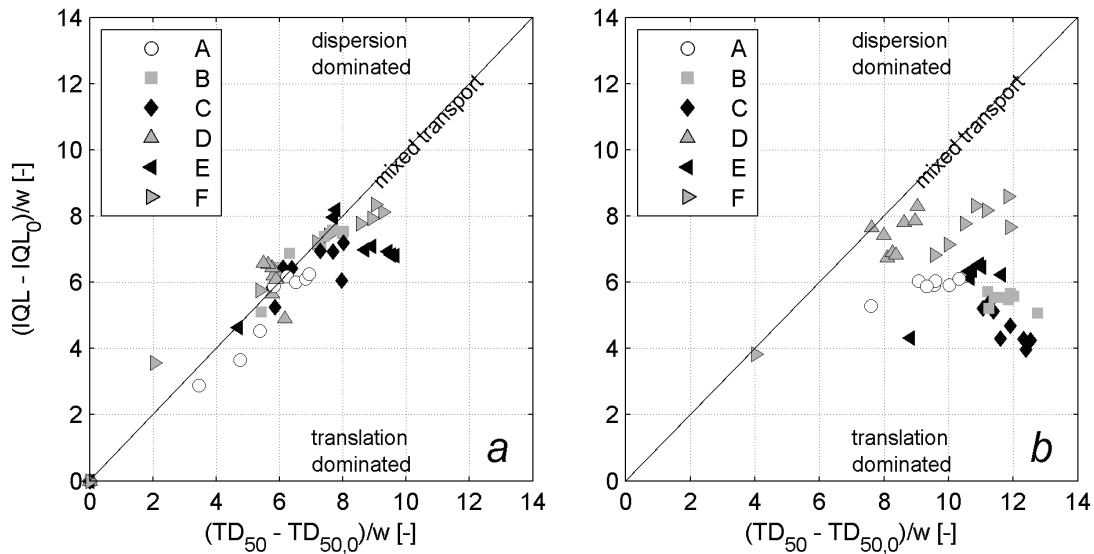 14
12
10
8
6
4
2
0
(IQL - IQL0)/w [-]
A
B
C
D
E
F
dispersion
dominated
mixed transport
translation
dominated
a
0 2 4 6 8 10 12 14
(TD50 - TD50,0)/w [-]
14
12
10
8
6
4
2
0
A
B
C
D
E
F
dispersion
dominated
mixed transport
translation
dominated
b
0 2 4 6 8 10 12 14
(TD50 - TD50,0)/w [-]